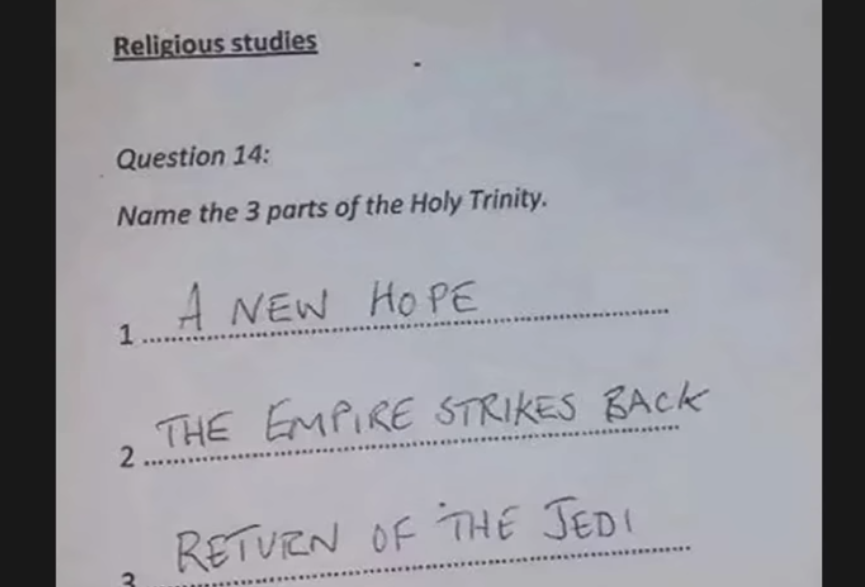 Religious studies
Question 14:
Name the 3 parts of the Holy Trinity.
1 A NEW HOPE
2 THE EMPIRE STRIKES BACK
3 RETURN OF THE JEDI